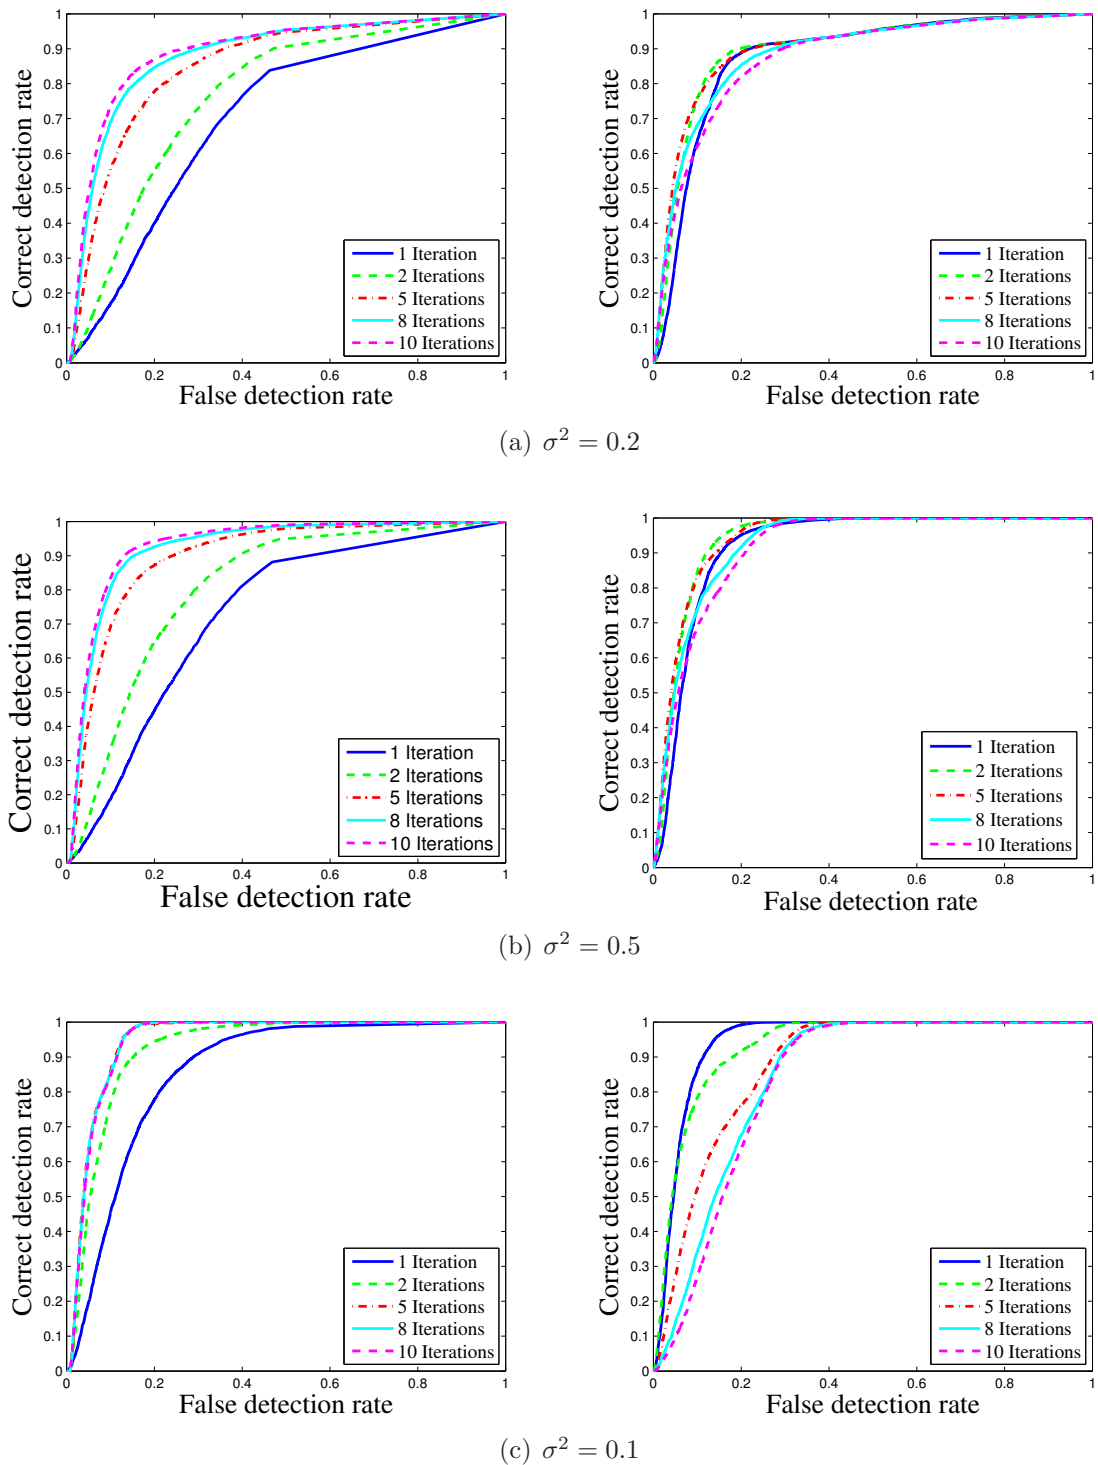 1
0.9
0.8
0.7
0.6
0.5
0.4
0.3
0.2
0.1
0
0 0.2 0.4 0.6 0.8 1
Correct detection rate
False detection rate
1 Iteration
2 Iterations
5 Iterations
8 Iterations
10 Iterations
1
0.9
0.8
0.7
0.6
0.5
0.4
0.3
0.2
0.1
0
0 0.2 0.4 0.6 0.8 1
Correct detection rate
False detection rate
1 Iteration
2 Iterations
5 Iterations
8 Iterations
10 Iterations
(a) σ² = 0.2
1
0.9
0.8
0.7
0.6
0.5
0.4
0.3
0.2
0.1
0
0 0.2 0.4 0.6 0.8 1
Correct detection rate
False detection rate
1 Iteration
2 Iterations
5 Iterations
8 Iterations
10 Iterations
1
0.9
0.8
0.7
0.6
0.5
0.4
0.3
0.2
0.1
0
0 0.2 0.4 0.6 0.8 1
Correct detection rate
False detection rate
1 Iteration
2 Iterations
5 Iterations
8 Iterations
10 Iterations
(b) σ² = 0.5
1
0.9
0.8
0.7
0.6
0.5
0.4
0.3
0.2
0.1
0
0 0.2 0.4 0.6 0.8 1
Correct detection rate
False detection rate
1 Iteration
2 Iterations
5 Iterations
8 Iterations
10 Iterations
1
0.9
0.8
0.7
0.6
0.5
0.4
0.3
0.2
0.1
0
0 0.2 0.4 0.6 0.8 1
Correct detection rate
False detection rate
1 Iteration
2 Iterations
5 Iterations
8 Iterations
10 Iterations
(c) σ² = 0.1